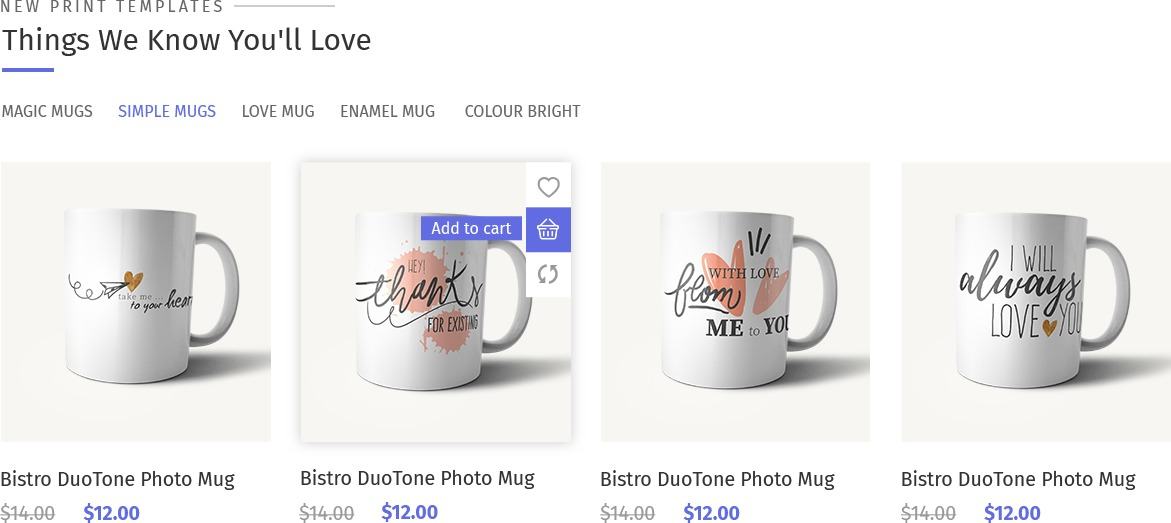 NEW PRINT TEMPLATES
Things We Know You'll Love
MAGIC MUGS SIMPLE MUGS LOVE MUG ENAMEL MUG COLOUR BRIGHT
take me ...
to your hear
Add to cart
HEY!
thanks
FOR EXISTING
WITH LOVE
from
ME to YOU
I WILL
always
LOVE YOU
Bistro DuoTone Photo Mug Bistro DuoTone Photo Mug Bistro DuoTone Photo Mug Bistro DuoTone Photo Mug
$14.00 $12.00 $14.00 $12.00 $14.00 $12.00 $14.00 $12.00